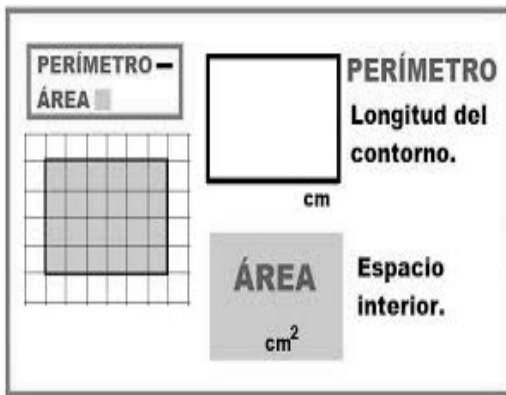 PERÍMETRO
ÁREA
PERÍMETRO
Longitud del
contorno.
cm
ÁREA
cm²
Espacio
interior.